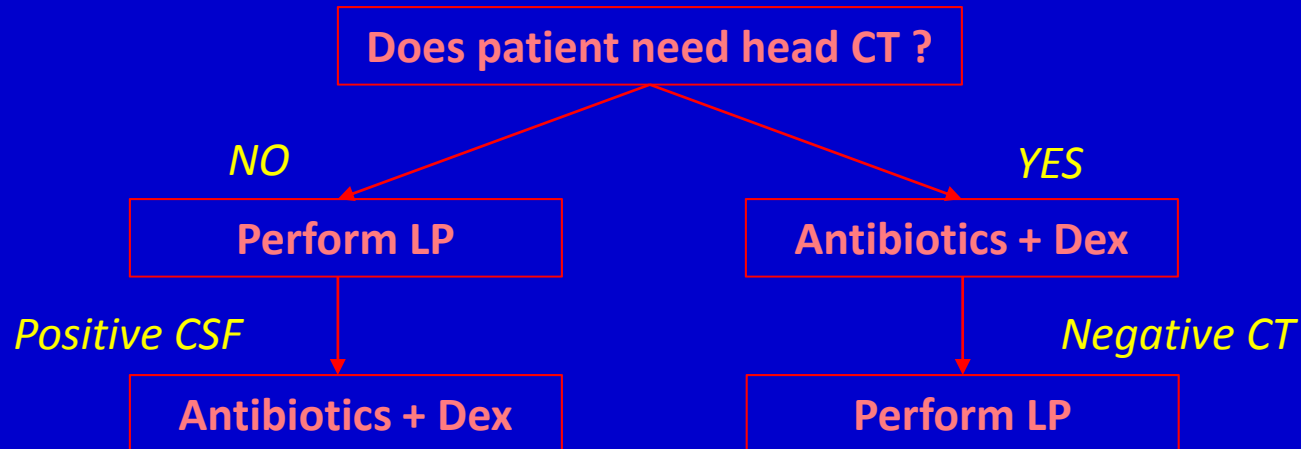 Does patient need head CT ?
NO
YES
Perform LP
Antibiotics + Dex
Positive CSF
Negative CT
Antibiotics + Dex
Perform LP